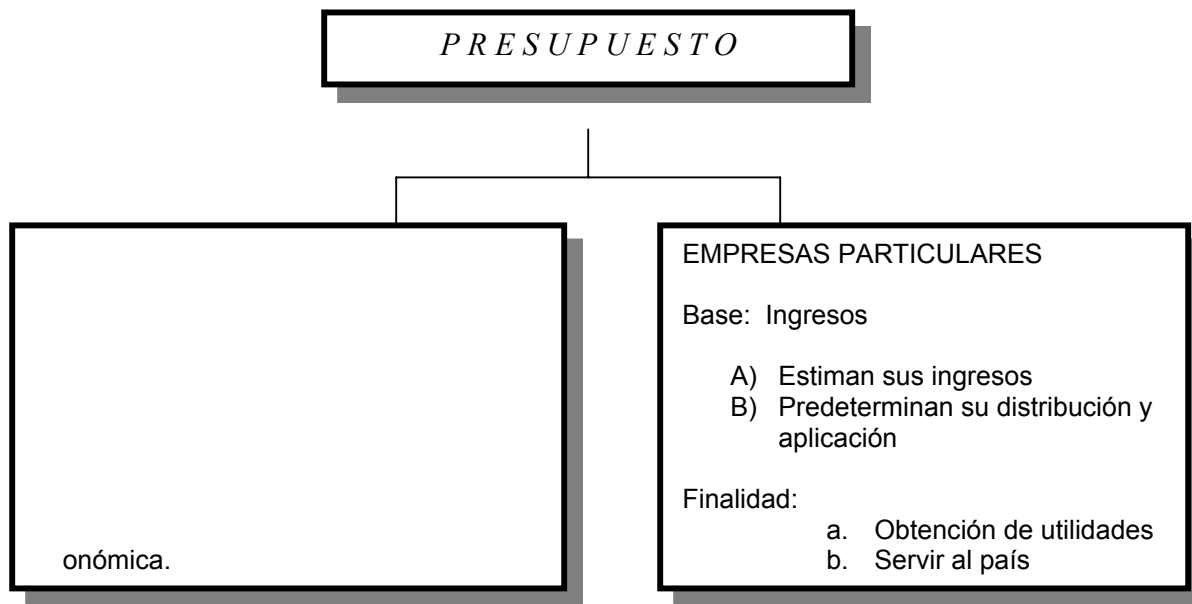 PRESUPUESTO
onómica.
EMPRESAS PARTICULARES
Base: Ingresos
A) Estiman sus ingresos
B) Predeterminan su distribución y
aplicación
Finalidad:
a. Obtención de utilidades
b. Servir al país